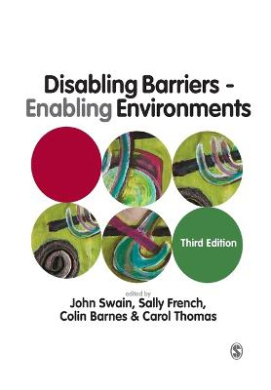 Disabling Barriers -
Enabling Environments
Third Edition
edited by
John Swain, Sally French,
Colin Barnes & Carol Thomas
S